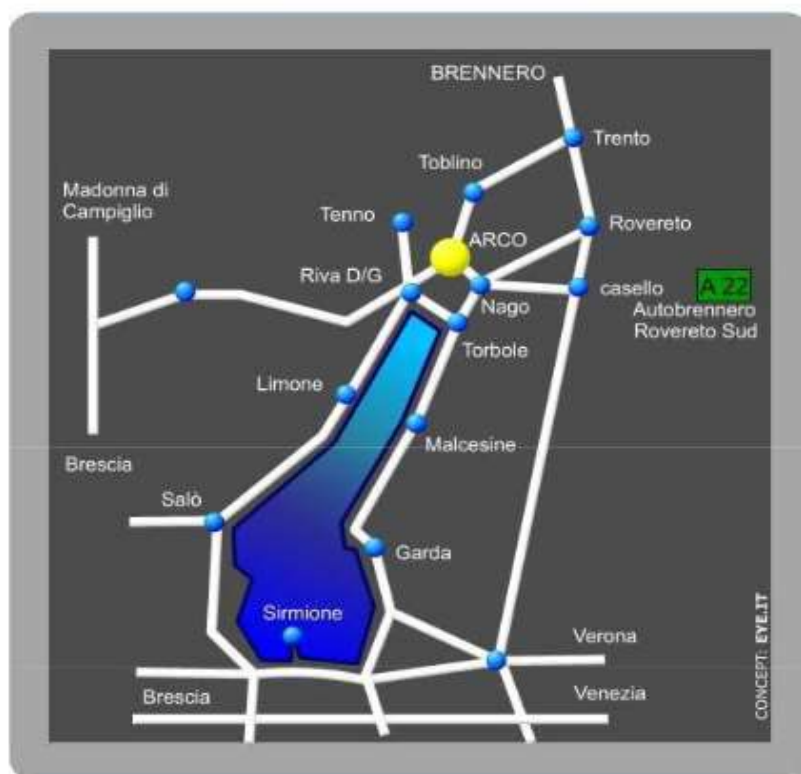 BRENNERO
Trento
Toblino
Madonna di
Campiglio
Tenno
ARCO
Rovereto
Riva D/G
Nago
casello
A 22
Autobrennero
Rovereto Sud
Torbole
Limone
Malcesine
Brescia
Salò
Garda
Sirmione
Verona
Brescia
Venezia
CONCEPT: EYE.IT